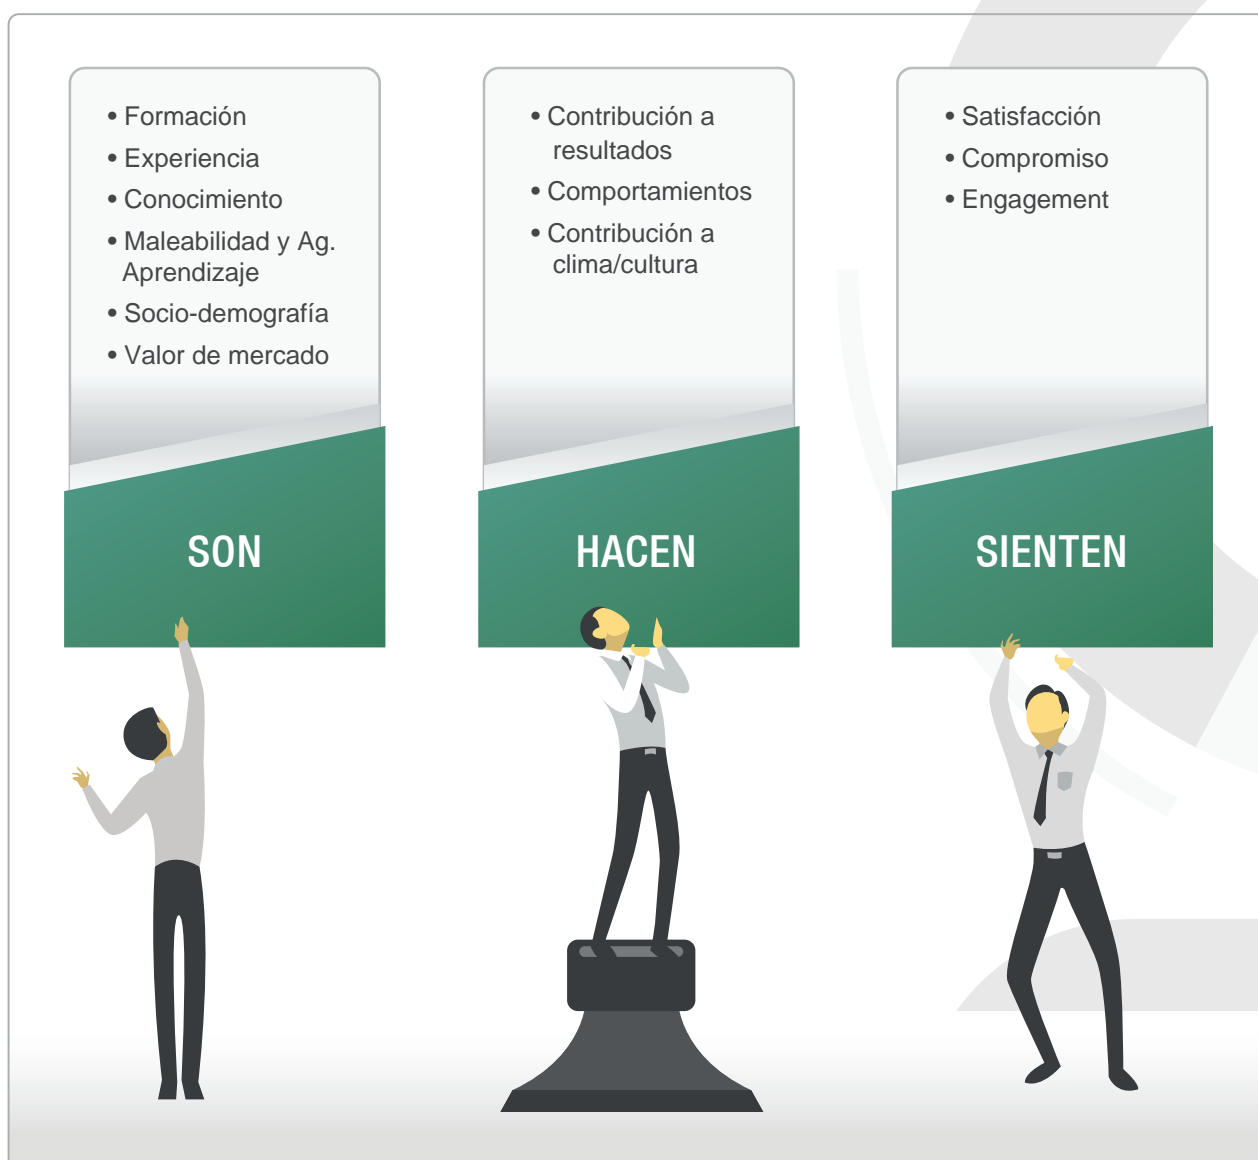 • Formación
• Experiencia
• Conocimiento
• Maleabilidad y Ag.
Aprendizaje
• Socio-demografía
• Valor de mercado
SON
• Contribución a
resultados
• Comportamientos
• Contribución a
clima/cultura
HACEN
• Satisfacción
• Compromiso
• Engagement
SIENTEN